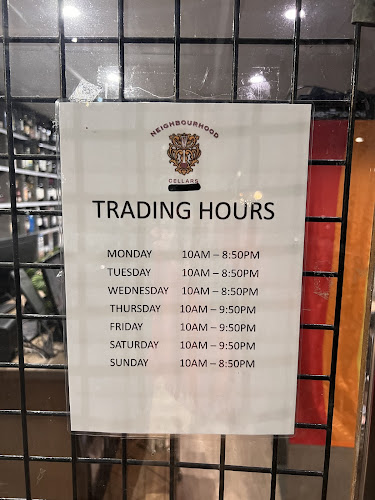 NEIGHBOURHOOD
CELLARS
TRADING HOURS
MONDAY 10AM – 8:50PM
TUESDAY 10AM – 8:50PM
WEDNESDAY 10AM – 8:50PM
THURSDAY 10AM – 9:50PM
FRIDAY 10AM – 9:50PM
SATURDAY 10AM – 9:50PM
SUNDAY 10AM – 8:50PM